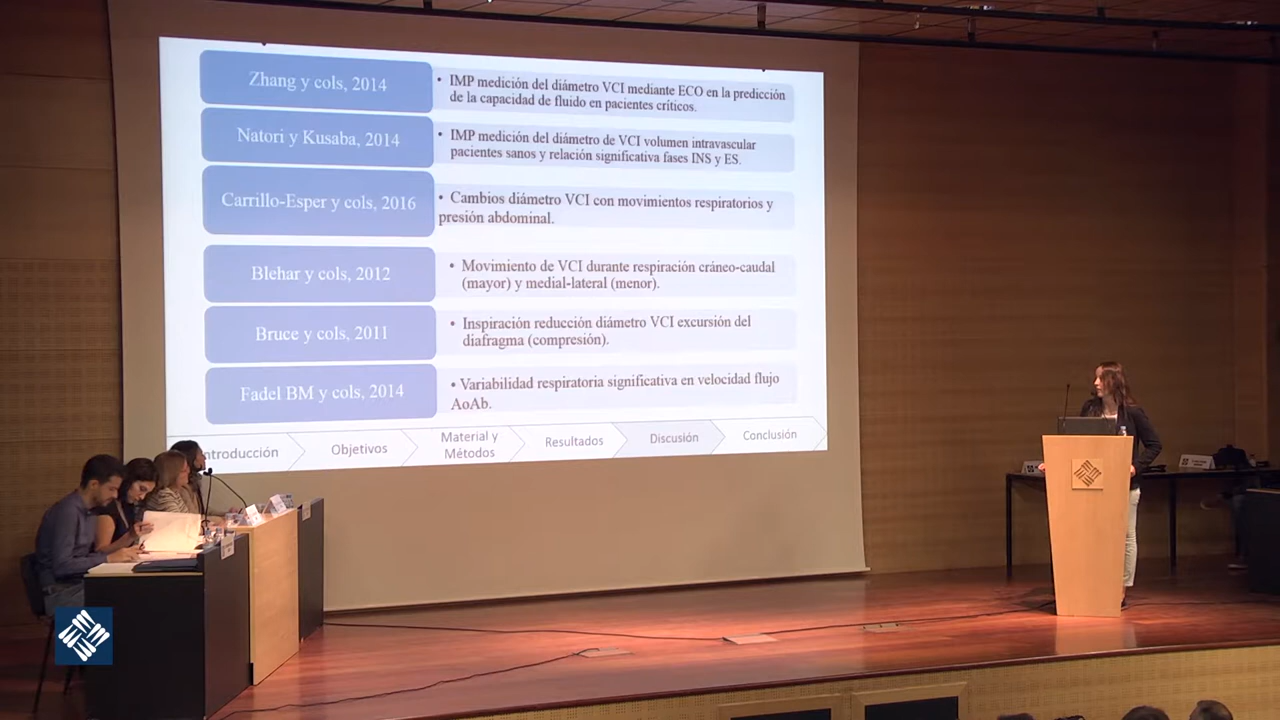 Zhang y cols, 2014
• IMP medición del diámetro VCI mediante ECO en la predicción
de la capacidad de fluido en pacientes críticos.
Natori y Kusaba, 2014
• IMP medición del diámetro de VCI volumen intravascular
pacientes sanos y relación significativa fases INS y ES.
Carrillo-Esper y cols, 2016
• Cambios diámetro VCI con movimientos respiratorios y
presión abdominal.
Blehar y cols, 2012
• Movimiento de VCI durante respiración cráneo-caudal
(mayor) y medial-lateral (menor).
Bruce y cols, 2011
• Inspiración reducción diámetro VCI excursión del
diafragma (compresión).
Fadel BM y cols, 2014
• Variabilidad respiratoria significativa en velocidad flujo
AoAb.
ntroducción
Objetivos
Material y
Métodos
Resultados
Discusión
Conclusión